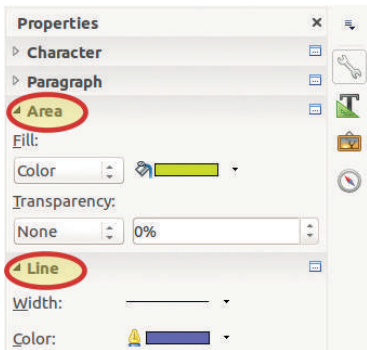 Properties
Character
Paragraph
Area
Fill:
Color
Transparency:
None 0%
Line
Width:
Color: